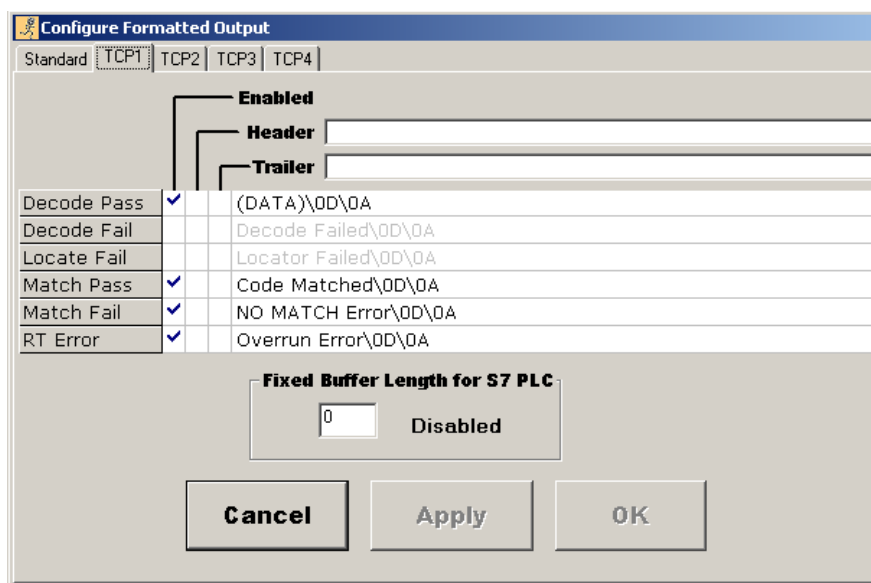 Configure Formatted Output
Standard TCP1 TCP2 TCP3 TCP4
Enabled
Header
Trailer
Decode Pass (DATA)\0D\0A
Decode Fail Decode Failed\0D\0A
Locate Fail Locator Failed\0D\0A
Match Pass Code Matched\0D\0A
Match Fail NO MATCH Error\0D\0A
RT Error Overrun Error\0D\0A
Fixed Buffer Length for S7 PLC
0 Disabled
Cancel Apply OK